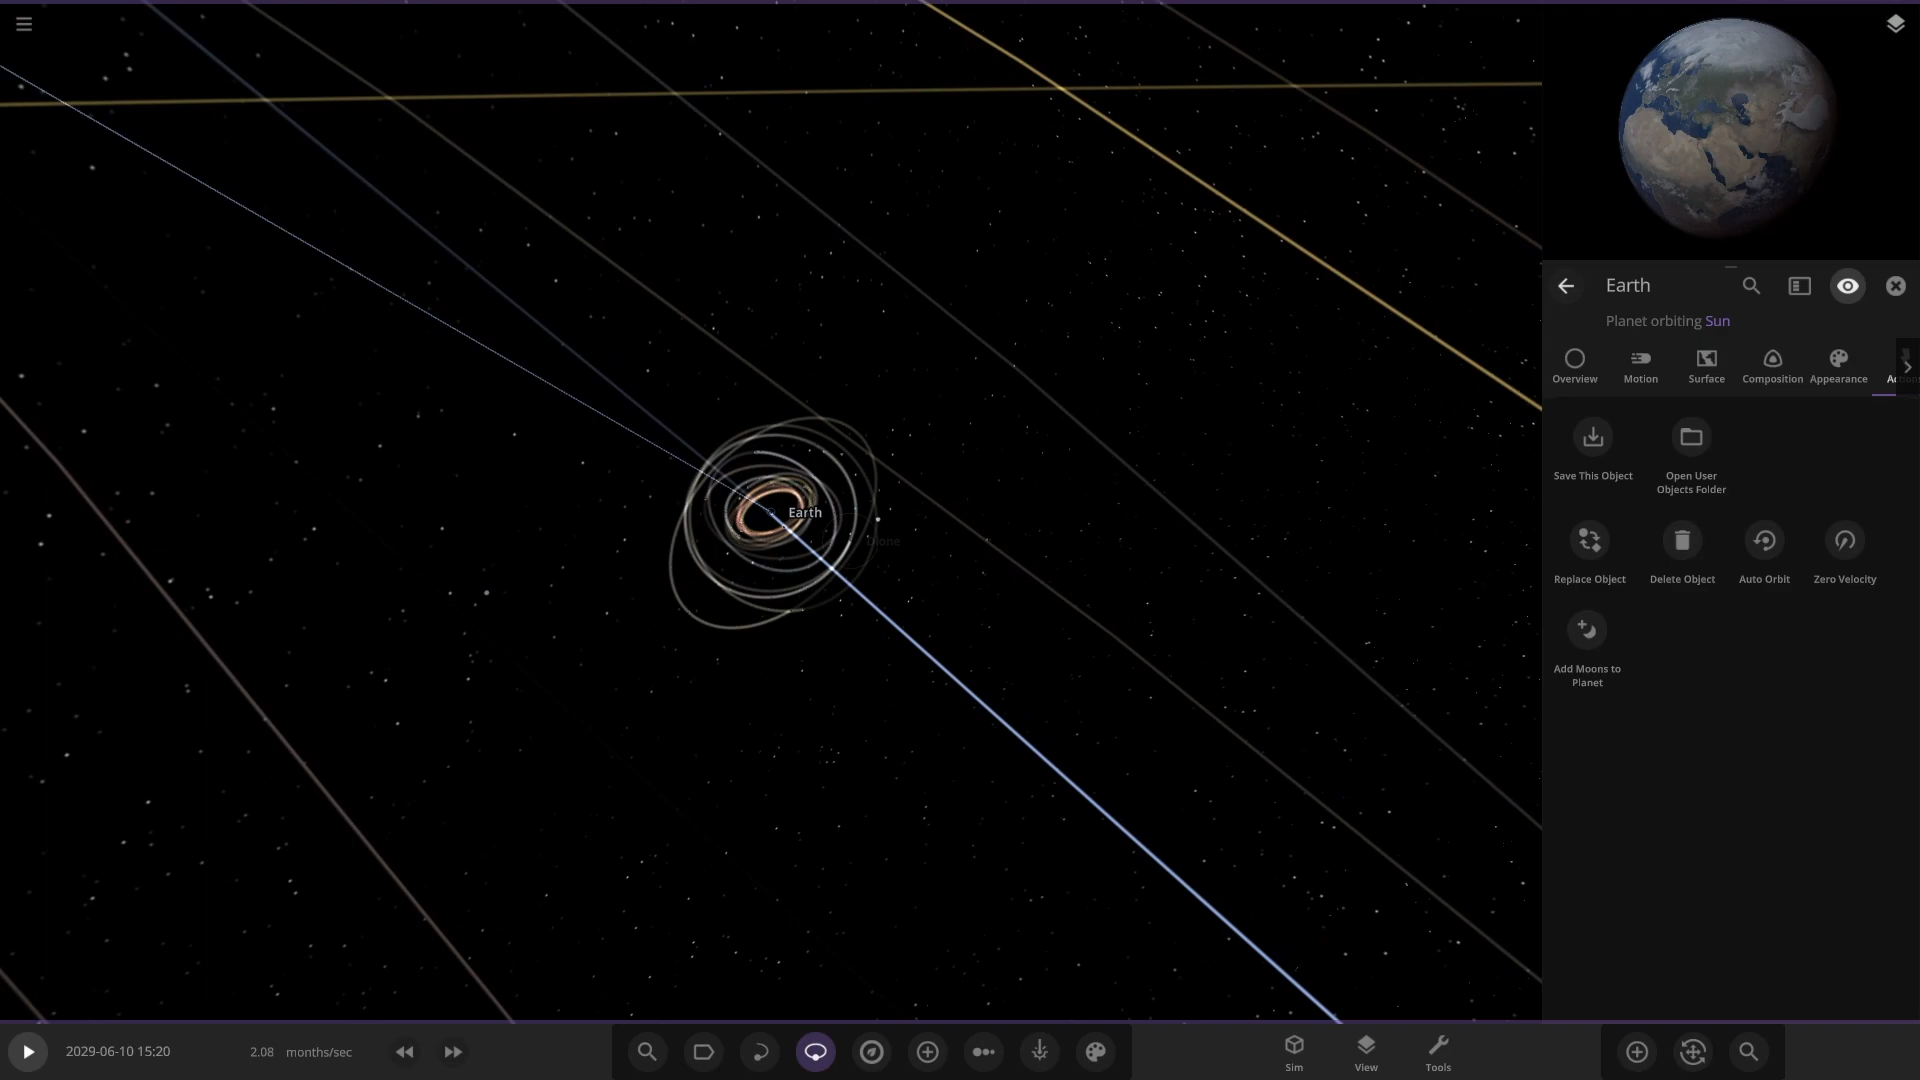 Earth
Planet orbiting Sun
Overview
Motion
Surface
Composition
Appearance
Save This Object
Open User
Objects Folder
Replace Object
Delete Object
Auto Orbit
Zero Velocity
Add Moons to
Planet
Earth
Dione
2029-06-10 15:20
2.08 months/sec
Sim
View
Tools